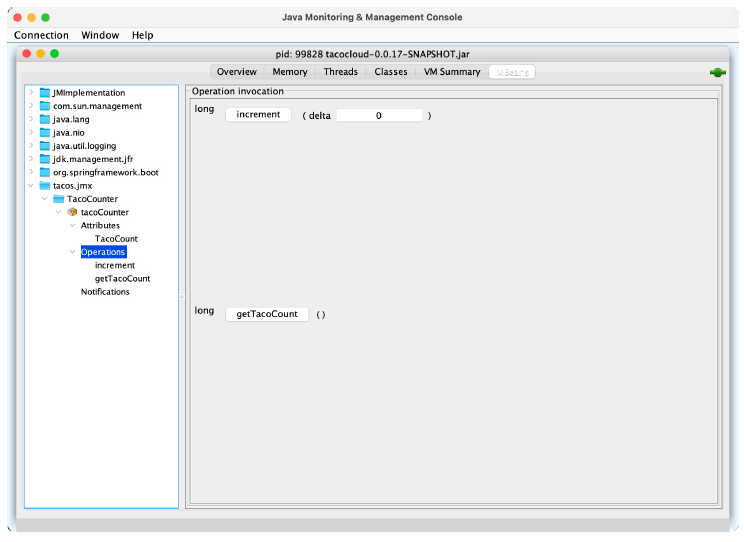 Java Monitoring & Management Console
Connection Window Help
pid: 99828 tacocloud-0.0.17-SNAPSHOT.jar
Overview Memory Threads Classes VM Summary MBeans
JMImplementation
com.sun.management
java.lang
java.nio
java.util.logging
jdk.management.jfr
org.springframework.boot
tacos.jmx
TacoCounter
tacoCounter
Attributes
TacoCount
Operations
increment
getTacoCount
Notifications
Operation invocation
long increment ( delta 0 )
long getTacoCount ()